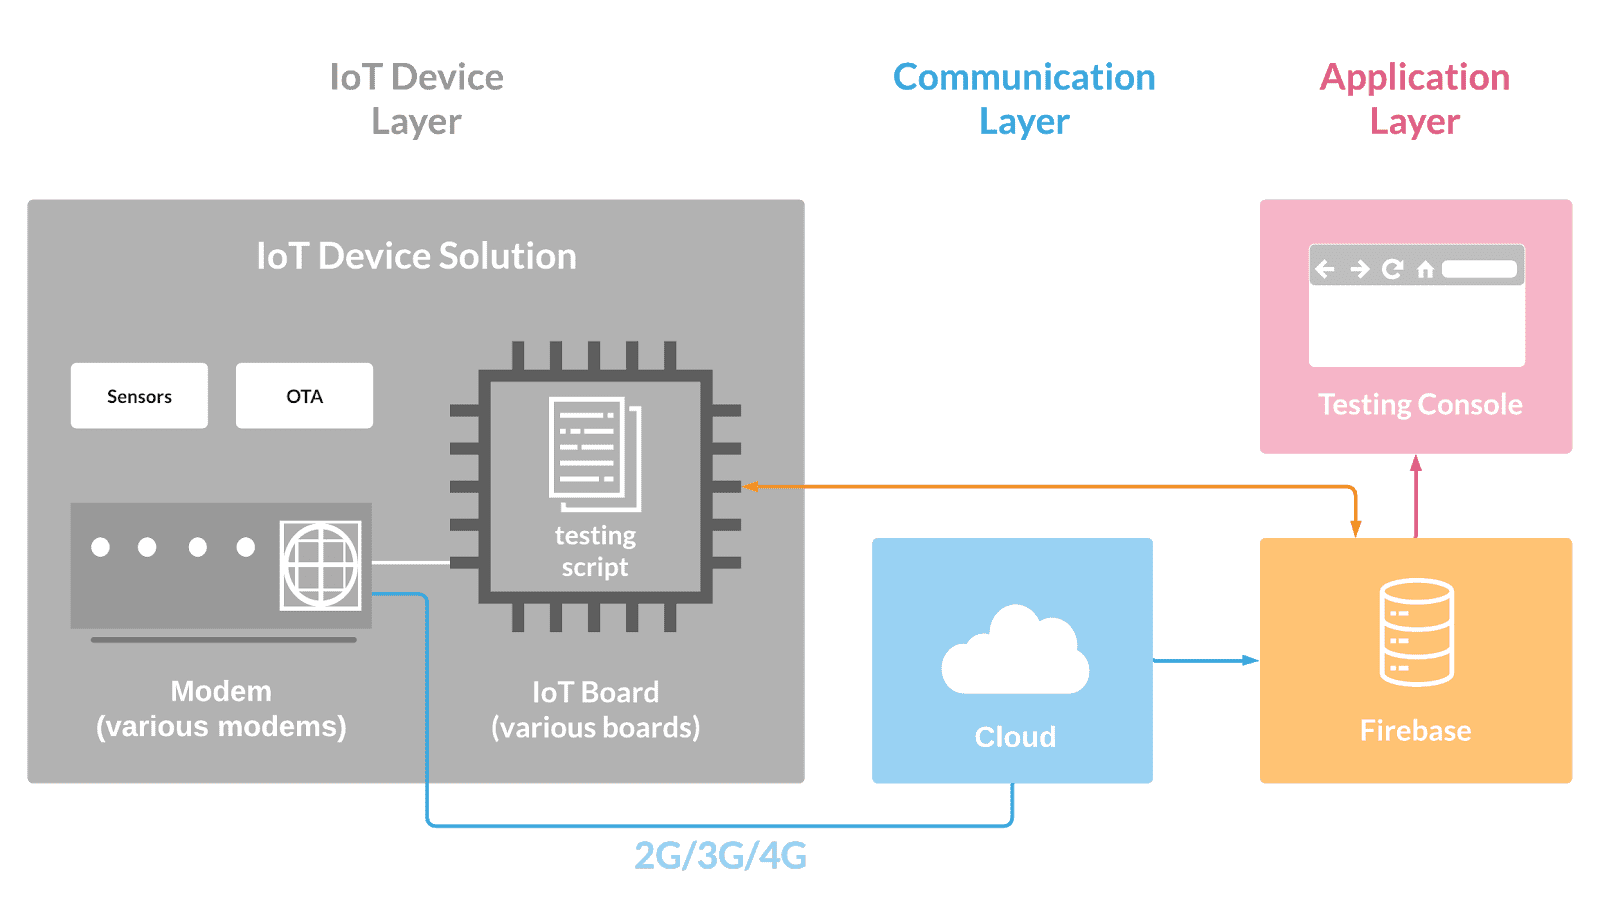 IoT Device
Layer
Communication
Layer
Application
Layer
IoT Device Solution
Sensors
OTA
testing
script
Modem
(various modems)
IoT Board
(various boards)
Testing Console
Cloud
Firebase
2G/3G/4G